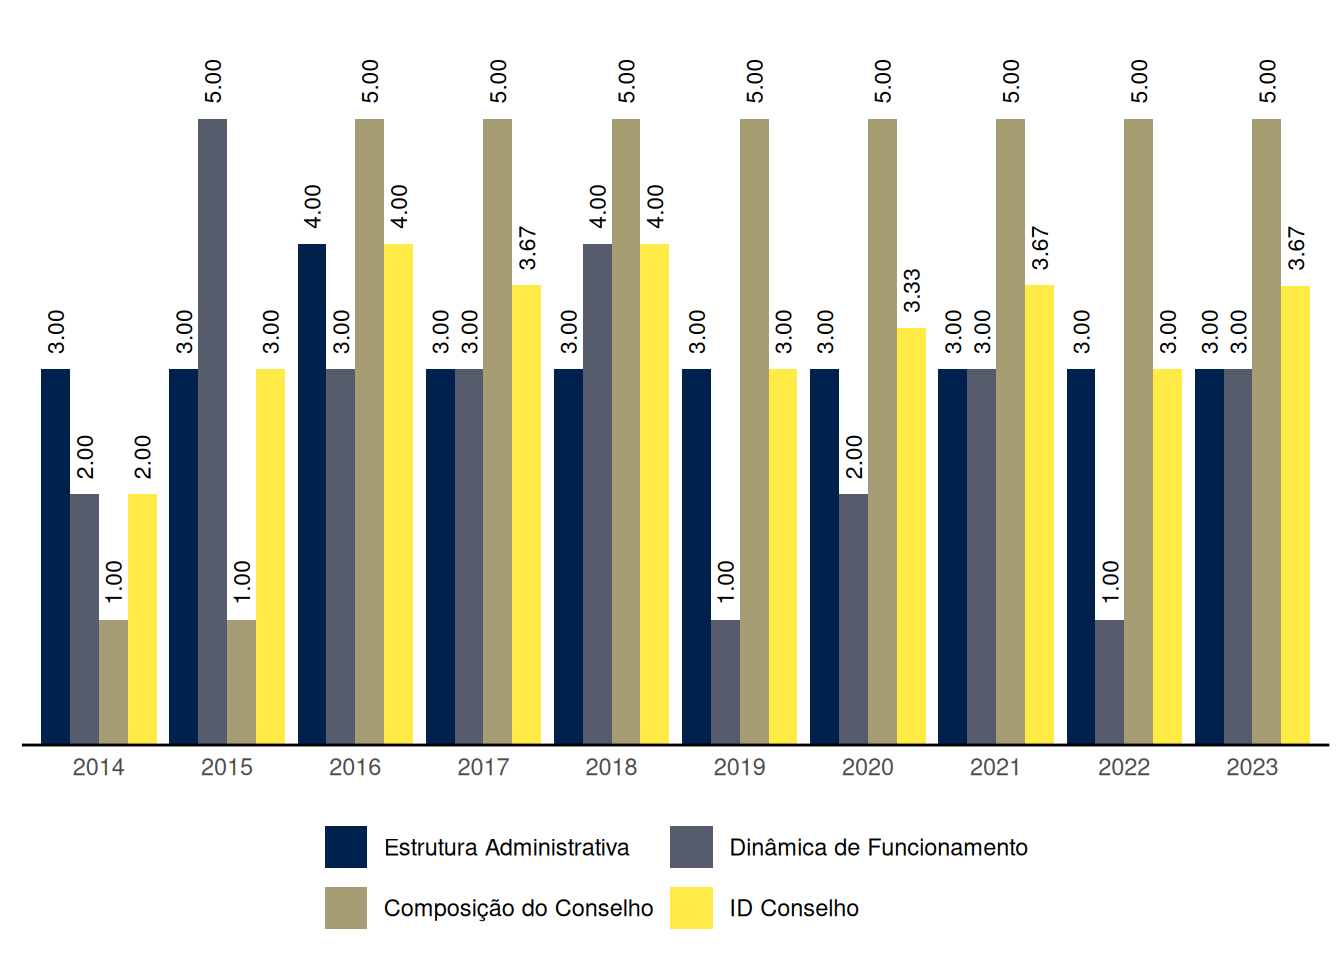 5.00 5.00 5.00 5.00 5.00 5.00 5.00 5.00 5.00
4.00 4.00 4.00 4.00
3.67 3.67 3.67
3.33
3.00 3.00 3.00 3.00 3.00 3.00 3.00 3.00 3.00 3.00 3.00 3.00 3.00 3.00 3.00 3.00
2.00 2.00 2.00
1.00 1.00 1.00 1.00
2014 2015 2016 2017 2018 2019 2020 2021 2022 2023
Estrutura Administrativa Dinâmica de Funcionamento
Composição do Conselho ID Conselho